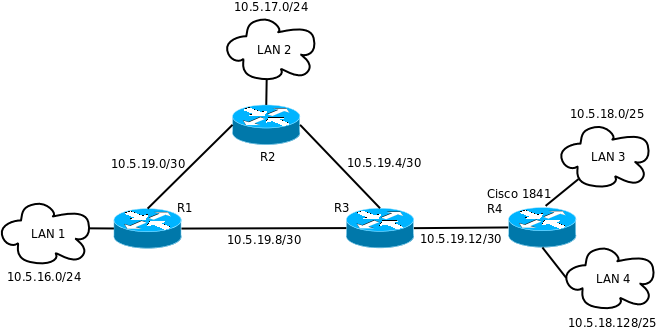 10.5.17.0/24
LAN 2
10.5.18.0/25
10.5.19.0/30
R2
10.5.19.4/30
LAN 3
Cisco 1841
R1
R3
R4
LAN 1
10.5.19.8/30
10.5.19.12/30
10.5.16.0/24
LAN 4
10.5.18.128/25